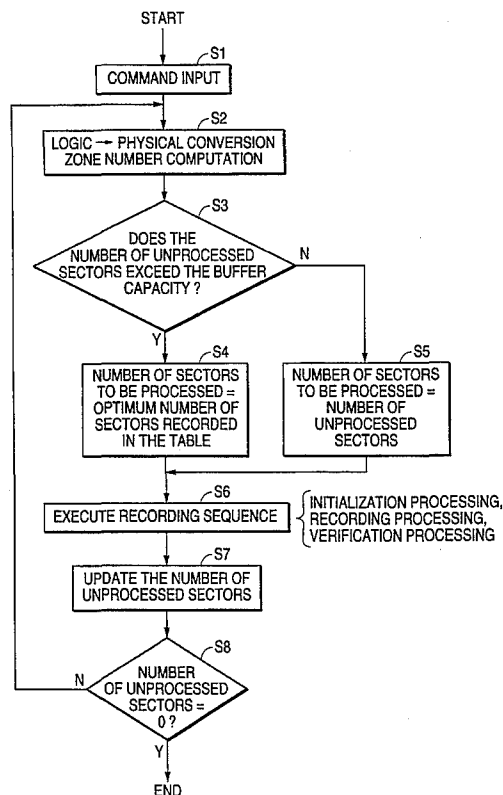 START
S1
COMMAND INPUT
S2
LOGIC → PHYSICAL CONVERSION
ZONE NUMBER COMPUTATION
S3
DOES THE
NUMBER OF UNPROCESSED
SECTORS EXCEED THE BUFFER
CAPACITY ?
N
Y
S4
NUMBER OF SECTORS
TO BE PROCESSED =
OPTIMUM NUMBER OF
SECTORS RECORDED
IN THE TABLE
S5
NUMBER OF SECTORS
TO BE PROCESSED =
NUMBER OF
UNPROCESSED
SECTORS
S6
EXECUTE RECORDING SEQUENCE
INITIALIZATION PROCESSING,
RECORDING PROCESSING,
VERIFICATION PROCESSING
S7
UPDATE THE NUMBER OF
UNPROCESSED SECTORS
S8
N
NUMBER
OF UNPROCESSED
SECTORS =
0 ?
Y
END